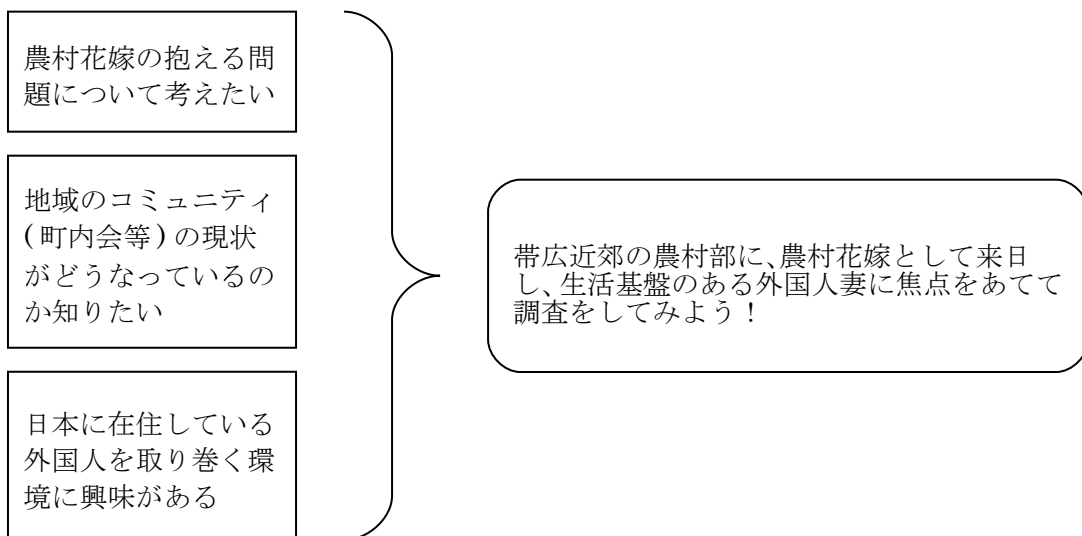 農村花嫁の抱える問
題について考えたい
地域のコミュニティ
(町内会等)の現状
がどうなっているの
か知りたい
日本に在住している
外国人を取り巻く環
境に興味がある
帯広近郊の農村部に、農村花嫁として来日
し、生活基盤のある外国人妻に焦点をあてて
調査をしてみよう！